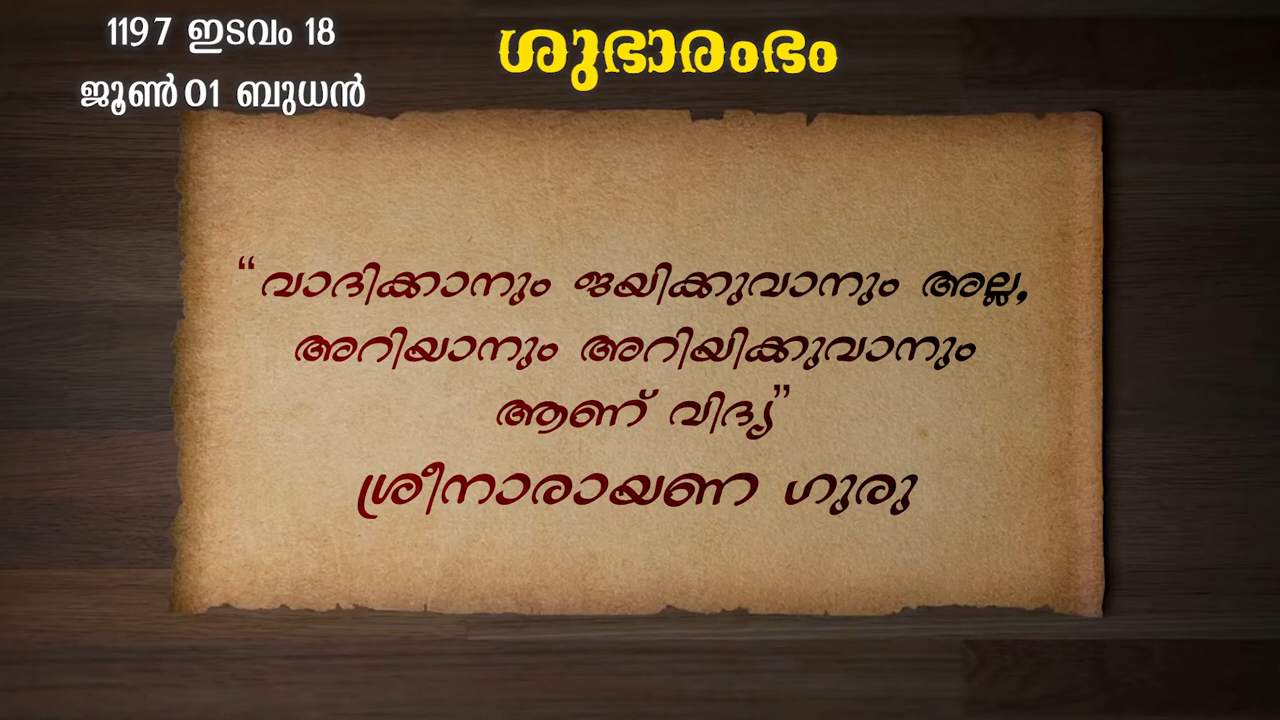 1197 ഇടവം 18
ജൂൺ 01 ബുധൻ
ശുഭാരംഭം
“വാദിക്കാനും ജയിക്കുവാനും അല്ല,
അറിയാനും അറിയിക്കുവാനും
ആണ് വിദ്യ”
ശ്രീനാരായണ ഗുരു